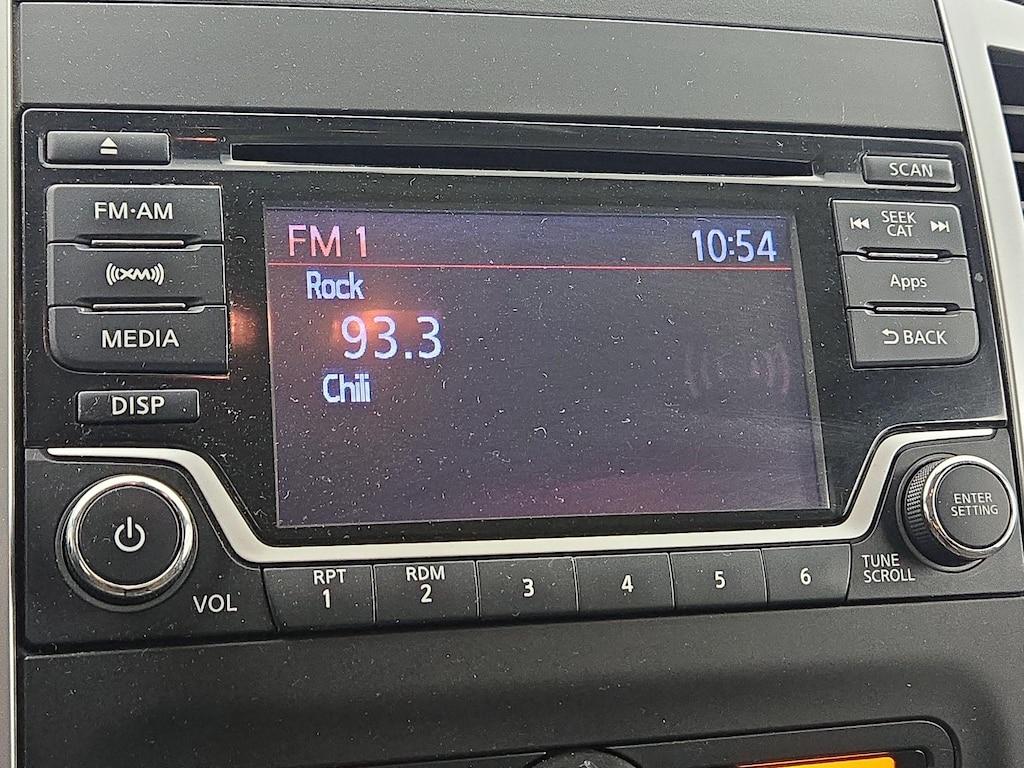 SCAN
FM·AM
SEEK
CAT
FM 1 10:54
((XM))
Apps
Rock
MEDIA
93.3
BACK
Chili
DISP
ENTER
SETTING
VOL
RPT
1
RDM
2
3
4
5
6
TUNE
SCROLL